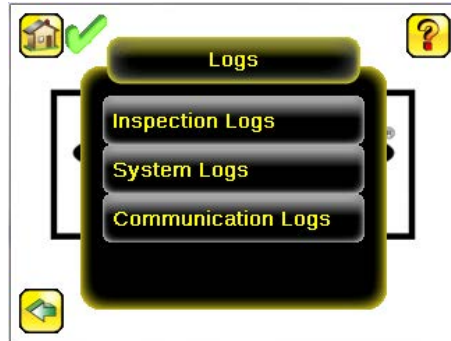 Logs
Inspection Logs
System Logs
Communication Logs
?
®